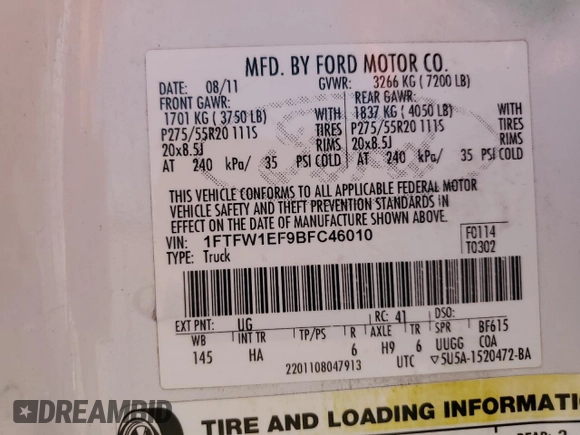 MFD. BY FORD MOTOR CO.
DATE: 08/11 GVWR: 3266 KG ( 7200 LB)
FRONT GAWR: REAR GAWR:
1701 KG ( 3750 LB) WITH 1837 KG ( 4050 LB) WITH
P275/55R20 111S TIRES P275/55R20 111S TIRES
20x8.5J RIMS 20x8.5J RIMS
AT 240 kPa/ 35 PSI COLD AT 240 kPa/ 35 PSI COLD
THIS VEHICLE CONFORMS TO ALL APPLICABLE FEDERAL MOTOR
VEHICLE SAFETY AND THEFT PREVENTION STANDARDS IN
EFFECT ON THE DATE OF MANUFACTURE SHOWN ABOVE.
VIN: 1FTFW1EF9BFC46010 F0114
TYPE: Truck T0302
EXT PNT: UG RC: 41 DSO:
WB INT TR TP/PS R AXLE TR SPR BF615
145 HA 6 H9 6 UUGG COA
2201108047913 UTC ▽5U5A-1520472-BA
TIRE AND LOADING INFORMATION
DREAMBID